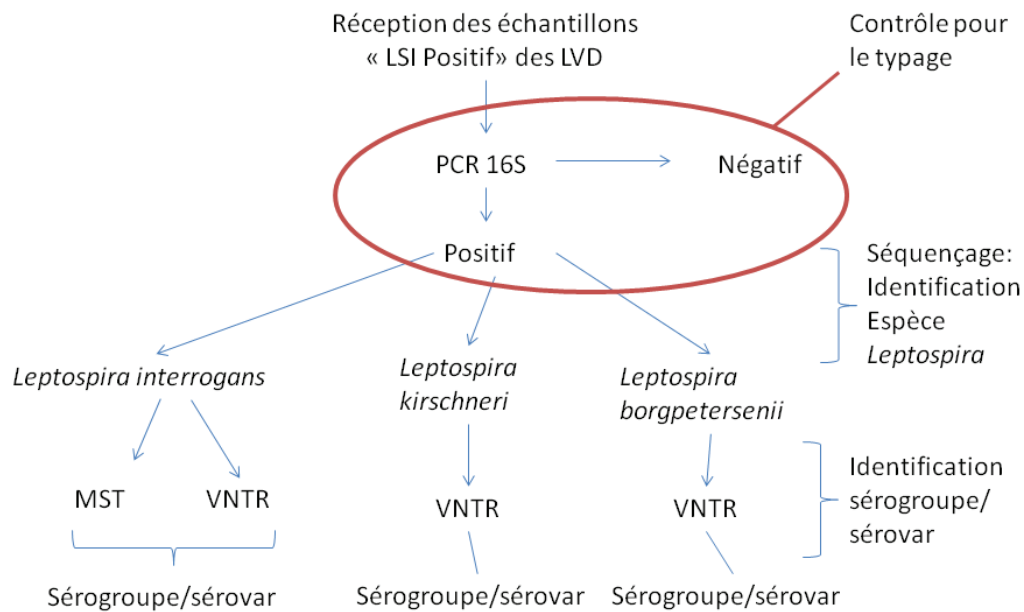 Réception des échantillons
« LSI Positif» des LVD
Contrôle pour
le typage
PCR 16S
Négatif
Positif
Séquençage:
Identification
Espèce
Leptospira
Leptospira interrogans
Leptospira
kirschneri
Leptospira
borgpetersenii
MST
VNTR
VNTR
VNTR
Identification
sérogroupe/
sérovar
Sérogroupe/sérovar
Sérogroupe/sérovar
Sérogroupe/sérovar